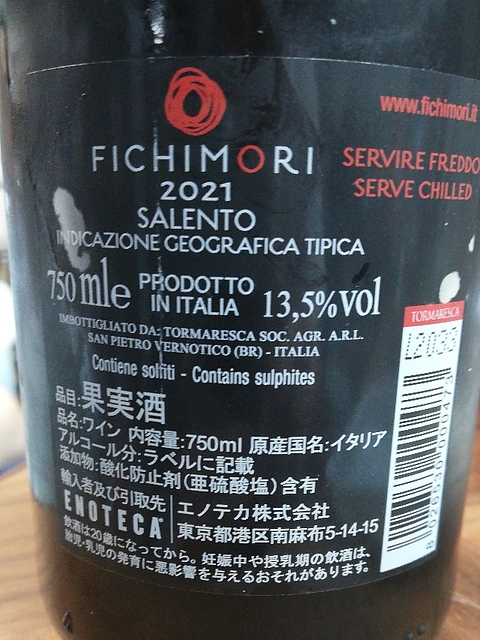 www.fichimori.it
FICHIMORI
SERVIRE FREDDO
SERVE CHILLED
2021
SALENTO
INDICAZIONE GEOGRAFICA TIPICA
750 mle PRODOTTO IN ITALIA 13,5%vol
IMBOTTIGLIATO DA: TORMARESCA SOC. AGR. A.R.L.
SAN PIETRO VERNOTICO (BR) - ITALIA
Contiene solfiti - Contains sulphites
TORMARESCA
品目:果実酒
品名:ワイン 内容量:750ml 原産国名:イタリア
アルコール分:ラベルに記載
添加物:酸化防止剤(亜硫酸塩)含有
輸入者及び引取先
ENOTECA
エノテカ株式会社
東京都港区南麻布5-14-15
飲酒は20歳になってから。妊娠中や授乳期の飲酒は、
胎児・乳児の発育に悪影響を与えるおそれがあります。